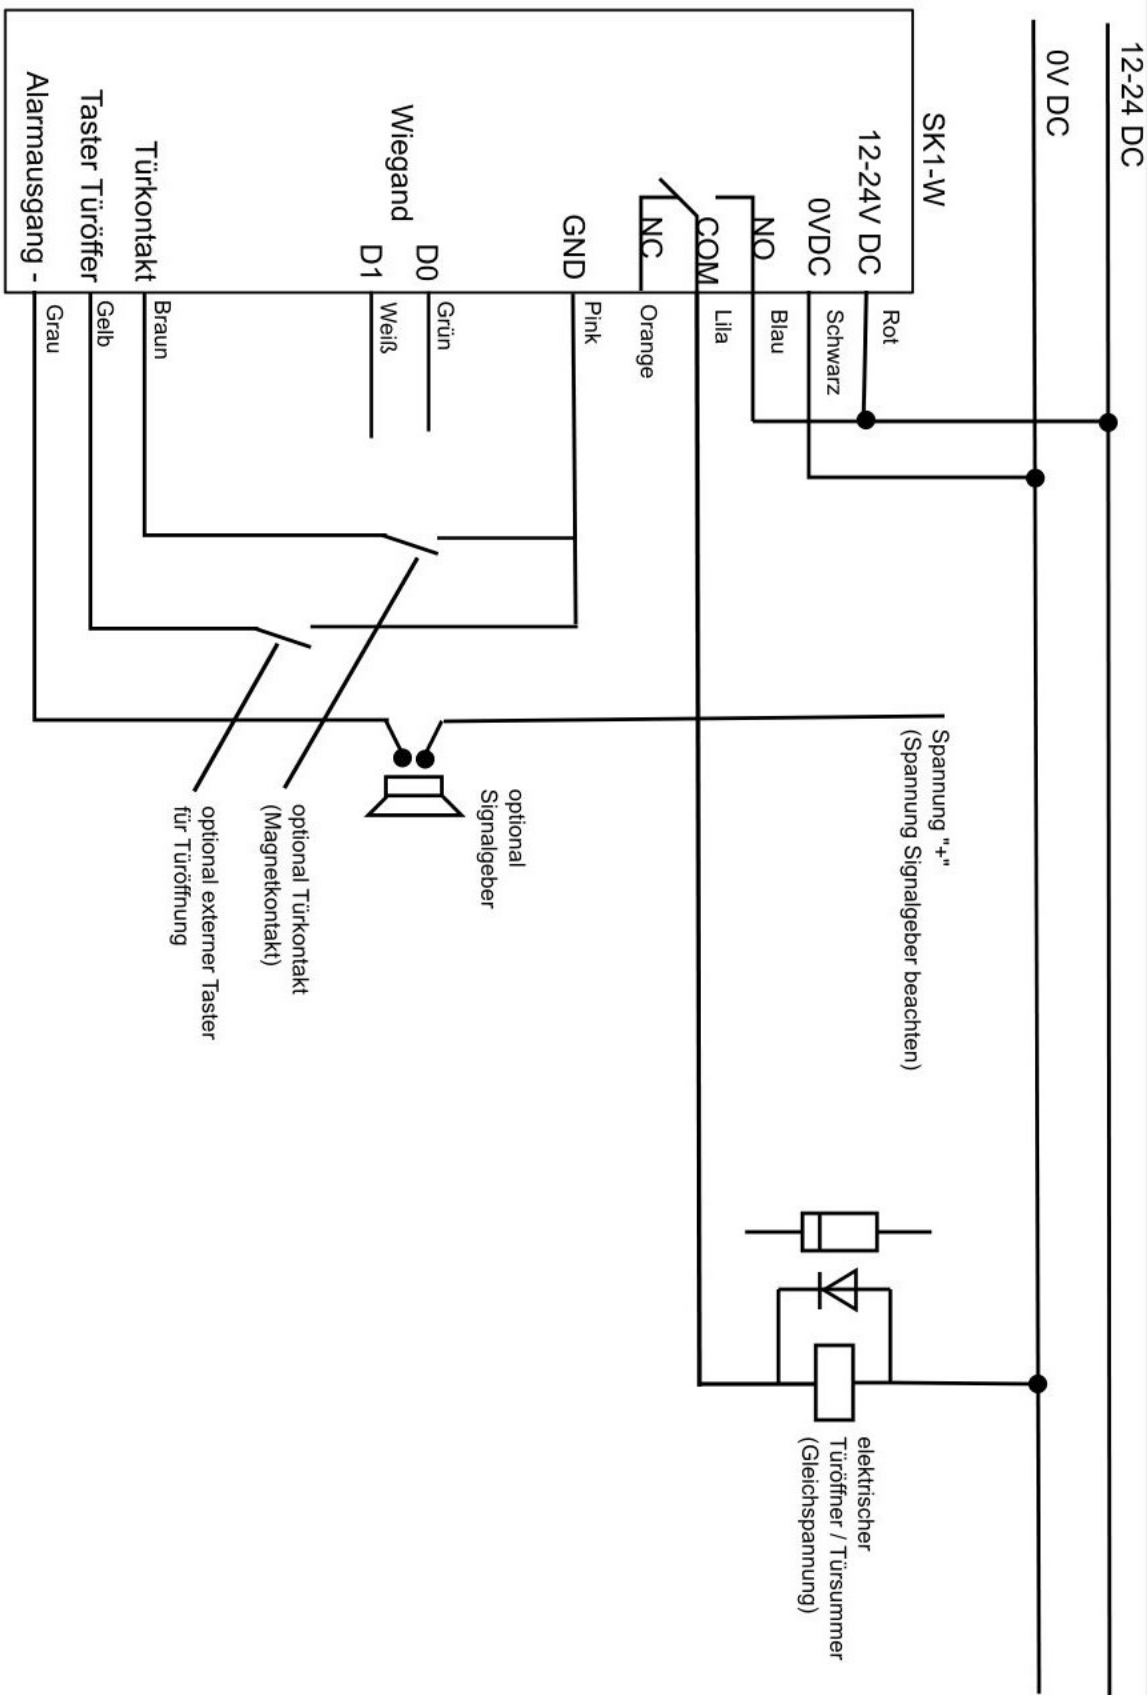 12-24 DC
0V DC
SK1-W
12-24V DC
0VDC
NO
COM
NC
GND
Wiegand
D0
D1
Türkontakt
Taster Türöffer
Alarmausgang -
Rot
Schwarz
Blau
Lila
Orange
Pink
Grün
Weiß
Braun
Gelb
Grau
Spannung "+"
(Spannung Signalgeber beachten)
optional
Signalgeber
optional Türkontakt
(Magnetkontakt)
optional externer Taster
für Türöffnung
elektrischer
Türöffner / Türsummer
(Gleichspannung)